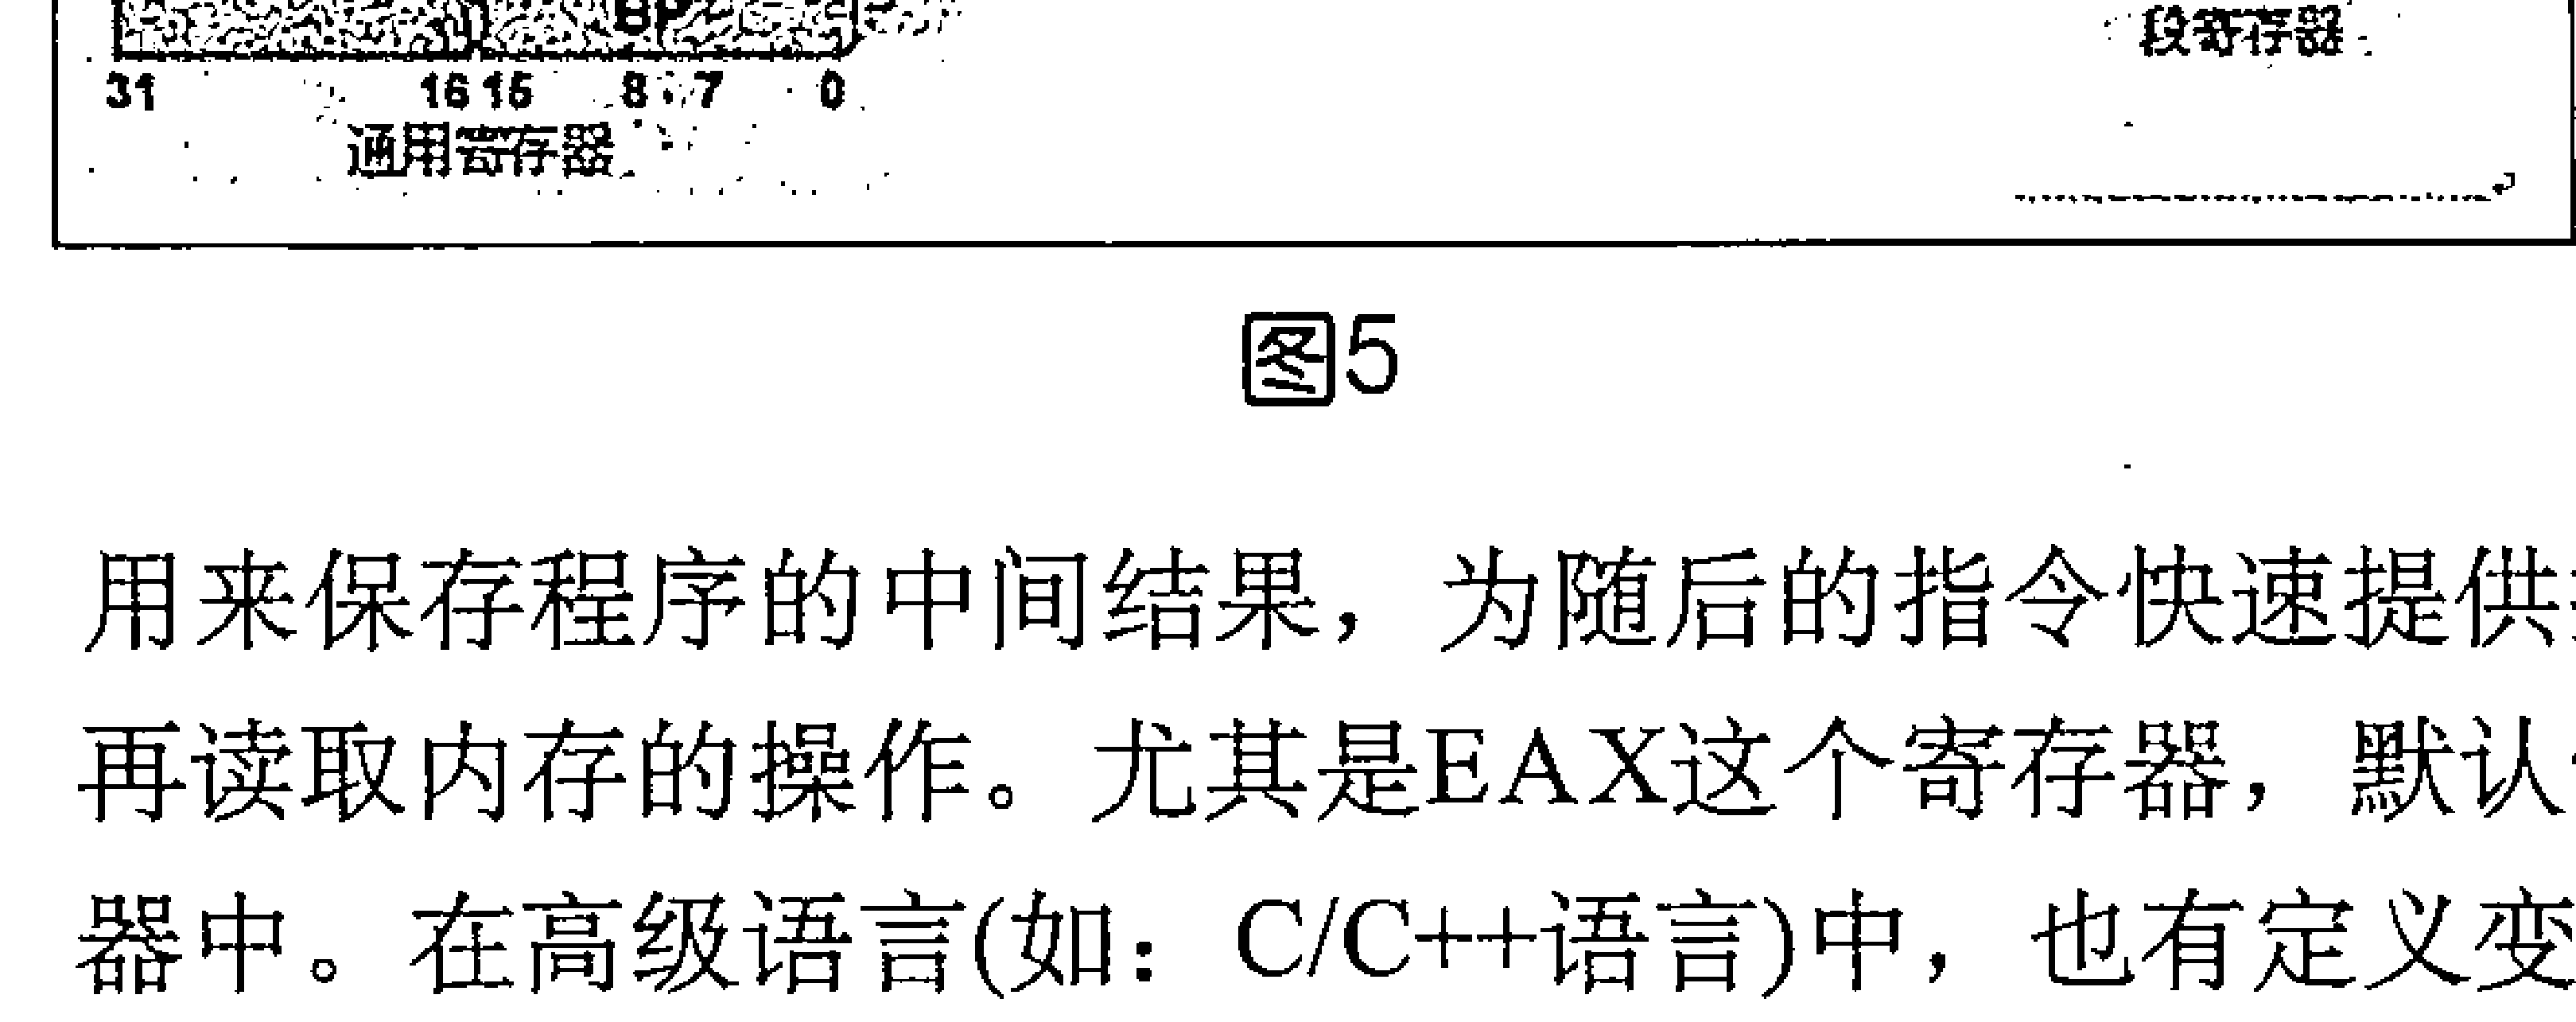 BP
段寄存器
31 16 15 8 7 0
通用寄存器
图5
用来保存程序的中间结果，为随后的指令快速提供
再读取内存的操作。尤其是EAX这个寄存器，默认
器中。在高级语言(如：C/C++语言)中，也有定义变